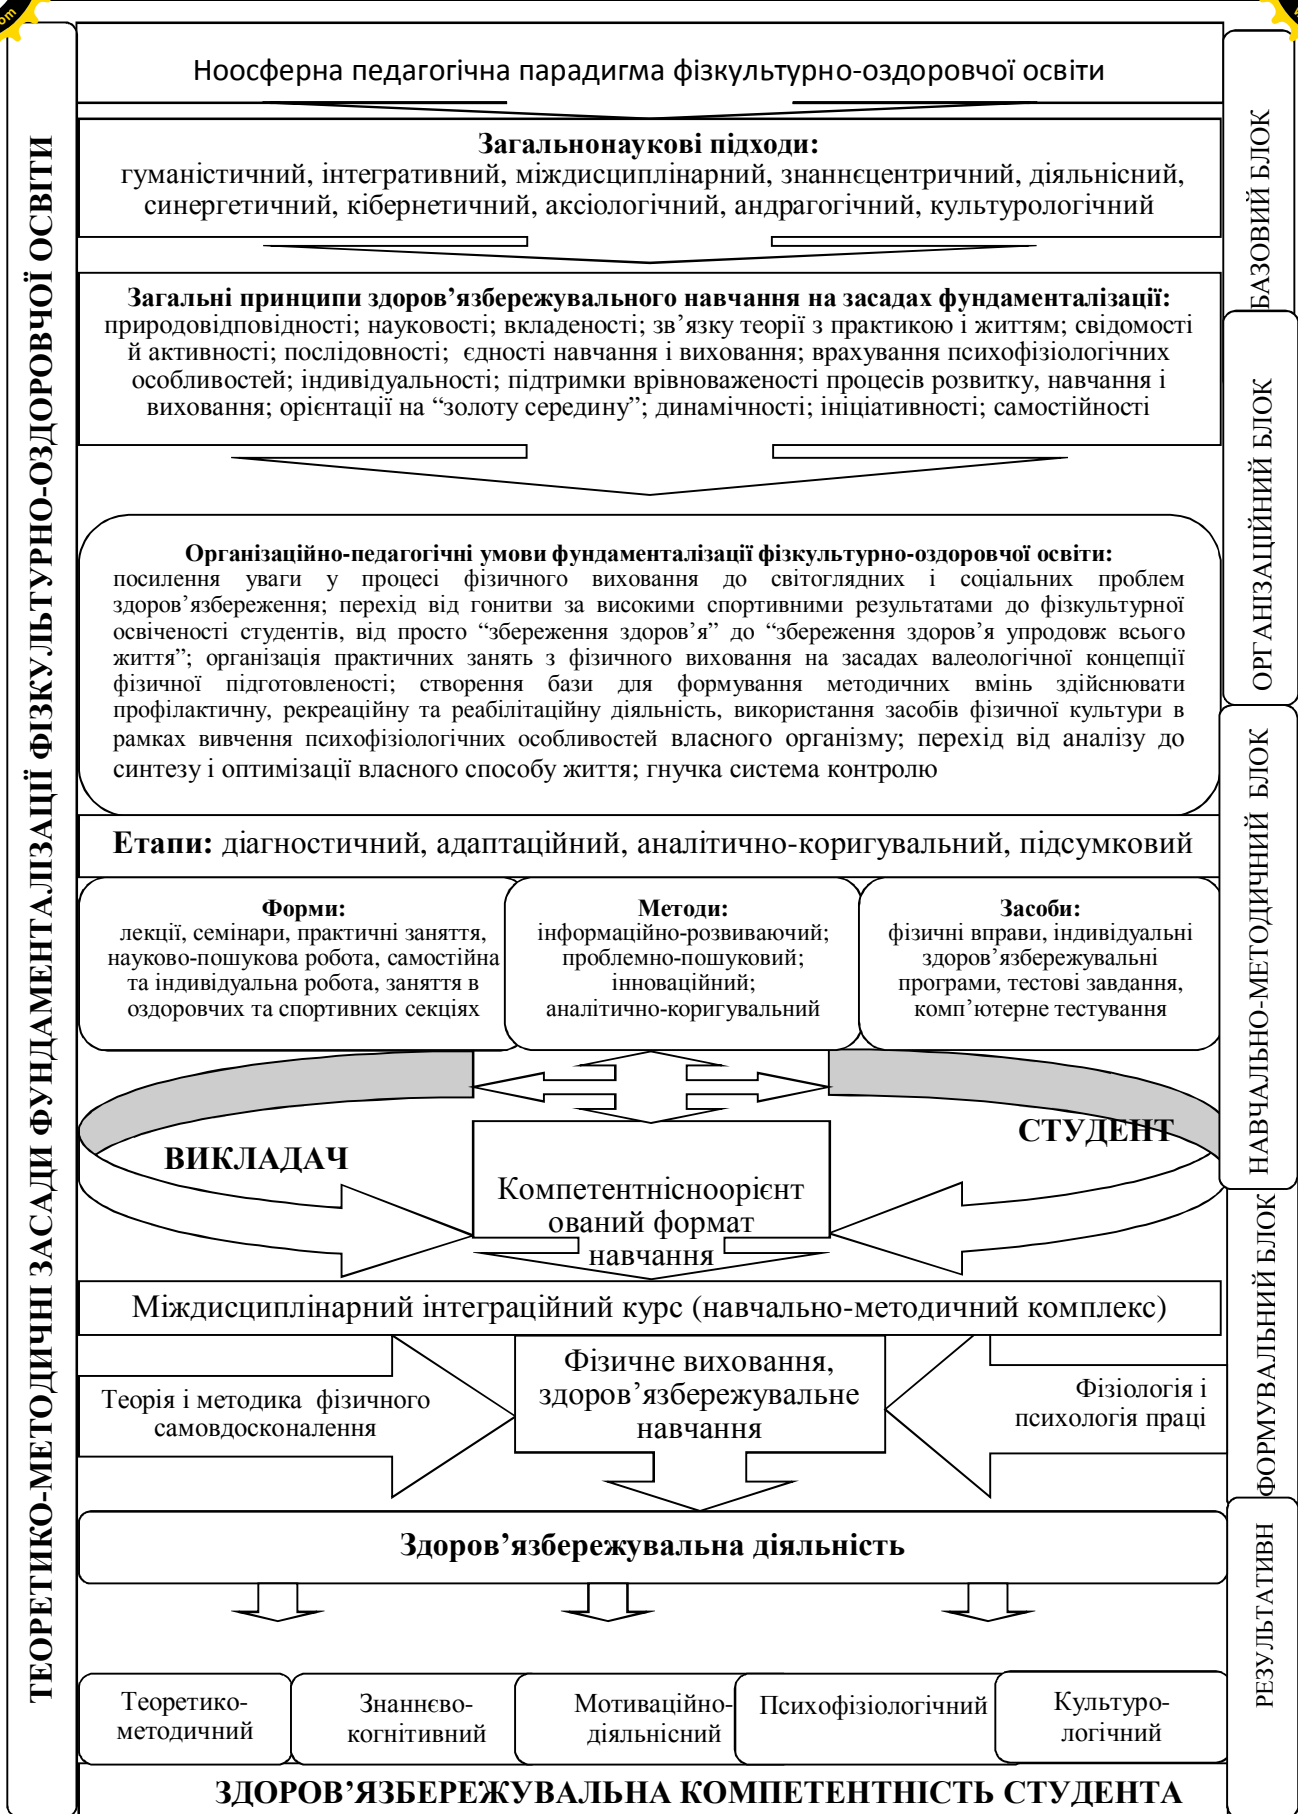 ТЕОРЕТИКО-МЕТОДИЧНІ ЗАСАДИ ФУНДАМЕНТАЛІЗАЦІЇ ФІЗКУЛЬТУРНО-ОЗДОРОВЧОЇ ОСВІТИ
Ноосферна педагогічна парадигма фізкультурно-оздоровчої освіти
Загальнонаукові підходи:
гуманістичний, інтегративний, міждисциплінарний, знаннєцентричний, діяльнісний,
синергетичний, кібернетичний, аксіологічний, андрагогічний, культурологічний
БАЗОВИЙ БЛОК
Загальні принципи здоров’язбережувального навчання на засадах фундаменталізації:
природовідповідності; науковості; вкладеності; зв’язку теорії з практикою і життям; свідомості
й активності; послідовності; єдності навчання і виховання; врахування психофізіологічних
особливостей; індивідуальності; підтримки врівноваженості процесів розвитку, навчання і
виховання; орієнтації на “золоту середину”; динамічності; ініціативності; самостійності
ОРГАНІЗАЦІЙНИЙ БЛОК
Організаційно-педагогічні умови фундаменталізації фізкультурно-оздоровчої освіти:
посилення уваги у процесі фізичного виховання до світоглядних і соціальних проблем
здоров’язбереження; перехід від гонитви за високими спортивними результатами до фізкультурної
освіченості студентів, від просто “збереження здоров’я” до “збереження здоров’я упродовж всього
життя”; організація практичних занять з фізичного виховання на засадах валеологічної концепції
фізичної підготовленості; створення бази для формування методичних вмінь здійснювати
профілактичну, рекреаційну та реабілітаційну діяльність, використання засобів фізичної культури в
рамках вивчення психофізіологічних особливостей власного організму; перехід від аналізу до
синтезу і оптимізації власного способу життя; гнучка система контролю
НАВЧАЛЬНО-МЕТОДИЧНИЙ БЛОК
Етапи: діагностичний, адаптаційний, аналітично-коригувальний, підсумковий
Форми:
лекції, семінари, практичні заняття,
науково-пошукова робота, самостійна
та індивідуальна робота, заняття в
оздоровчих та спортивних секціях
Методи:
інформаційно-розвиваючий;
проблемно-пошуковий;
інноваційний;
аналітично-коригувальний
Засоби:
фізичні вправи, індивідуальні
здоров’язбережувальні
програми, тестові завдання,
комп’ютерне тестування
ВИКЛАДАЧ
СТУДЕНТ
Компетентнісноорієнт
ований формат
навчання
ФОРМУВАЛЬНИЙ БЛОК
Міждисциплінарний інтеграційний курс (навчально-методичний комплекс)
Теорія і методика фізичного
самовдосконалення
Фізичне виховання,
здоров’язбережувальне
навчання
Фізіологія і
психологія праці
Здоров’язбережувальна діяльність
РЕЗУЛЬТАТИВН
Теоретико-
методичний
Знаннєво-
когнітивний
Мотиваційно-
діяльнісний
Психофізіологічний
Культуро-
логічний
ЗДОРОВ’ЯЗБЕРЕЖУВАЛЬНА КОМПЕТЕНТНІСТЬ СТУДЕНТА